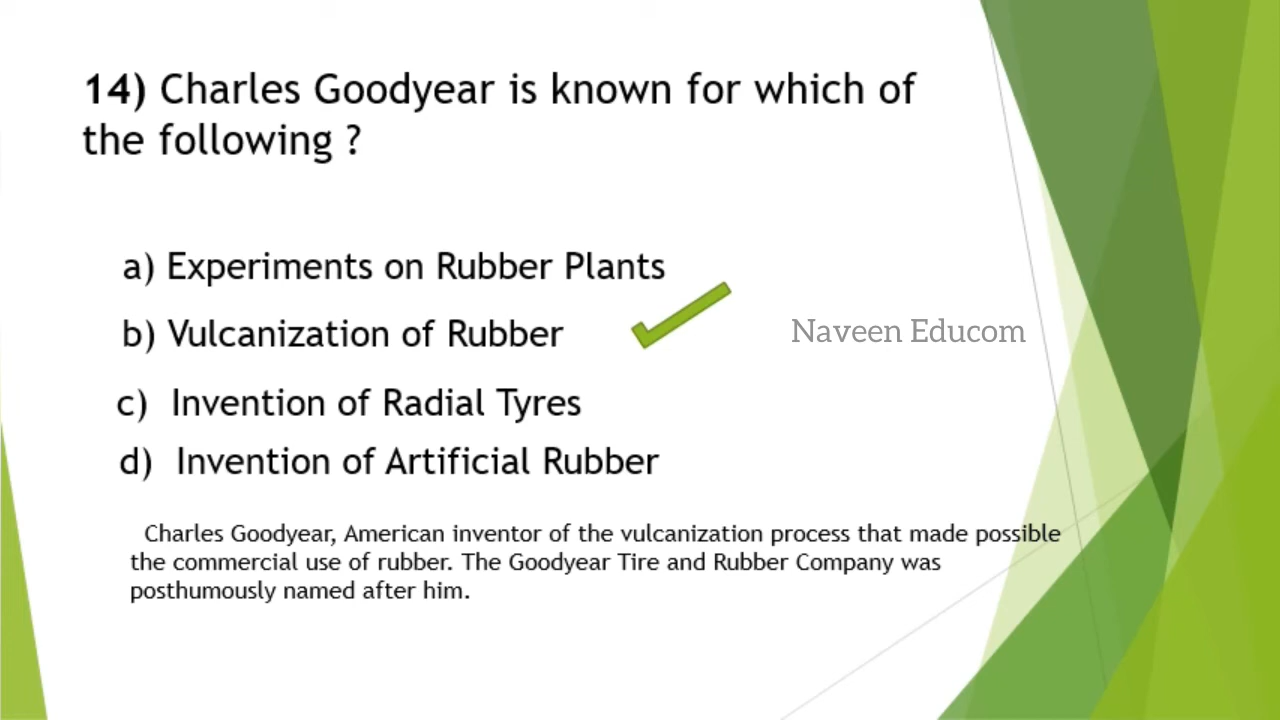 14) Charles Goodyear is known for which of
the following ?
a) Experiments on Rubber Plants
b) Vulcanization of Rubber
Naveen Educom
c) Invention of Radial Tyres
d) Invention of Artificial Rubber
Charles Goodyear, American inventor of the vulcanization process that made possible
the commercial use of rubber. The Goodyear Tire and Rubber Company was
posthumously named after him.